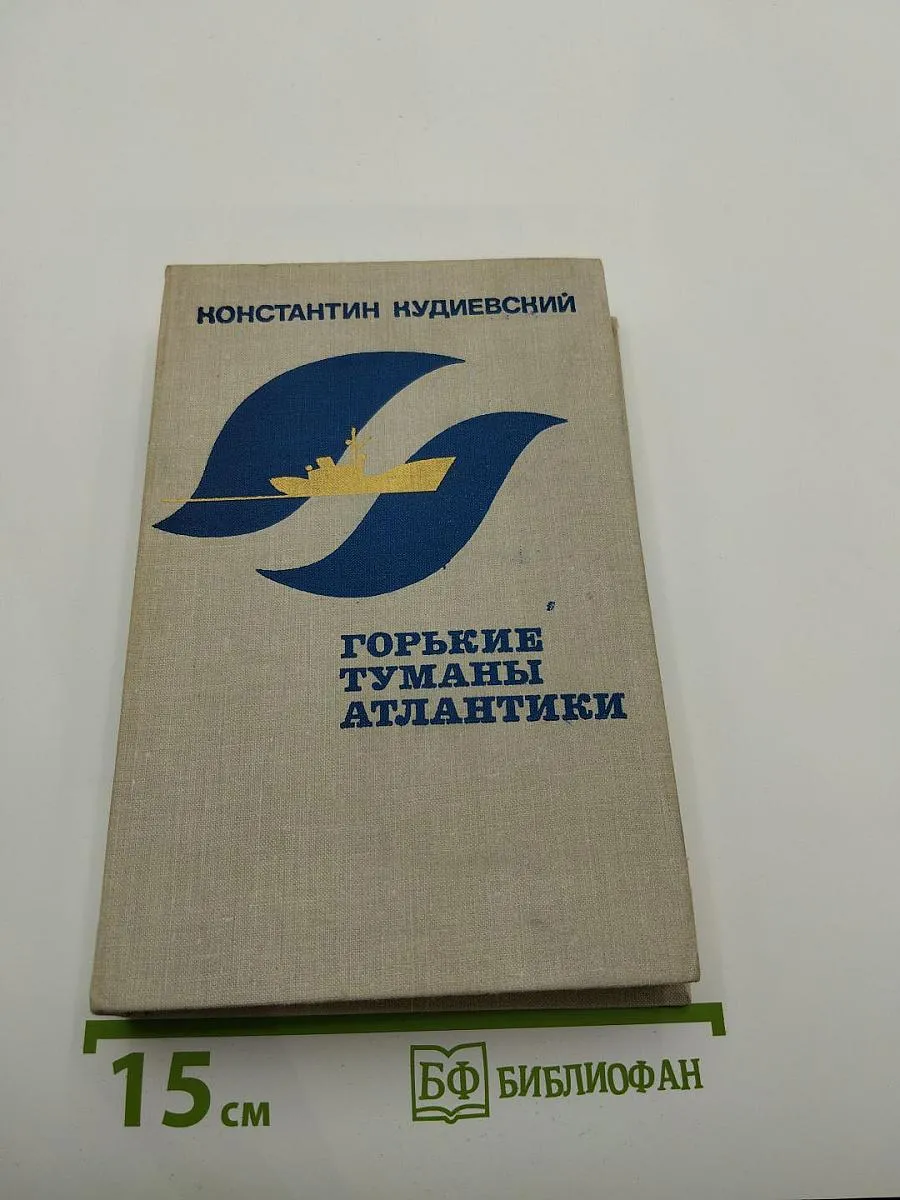 КОНСТАНТИН КУДИЕВСКИЙ
ГОРЬКИЕ
ТУМАНЫ
АТЛАНТИКИ
15 см
БФ БИБЛИОФАН